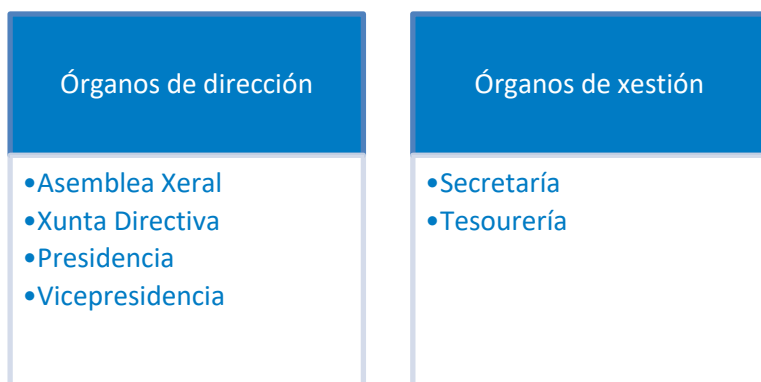 Órganos de dirección
•Asemblea Xeral
•Xunta Directiva
•Presidencia
•Vicepresidencia
Órganos de xestión
•Secretaría
•Tesourería